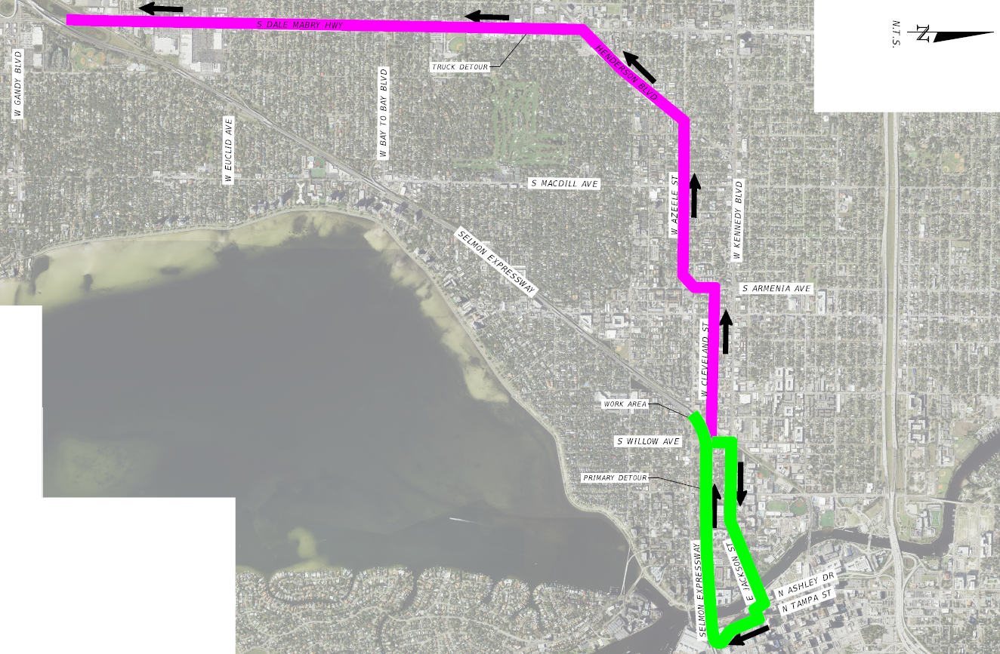 S DALE MABRY HWY
N.T.S.
N
HENDERSON BLVD
TRUCK DETOUR
W GANDY BLVD
W BAY TO BAY BLVD
W EUCLID AVE
S MACDILL AVE
W AZEELE ST
W KENNEDY BLVD
SELMON EXPRESSWAY
S ARMENIA AVE
W CLEVELAND ST
WORK AREA
S WILLOW AVE
PRIMARY DETOUR
SELMON EXPRESSWAY
E JACKSON ST
N ASHLEY DR
N TAMPA ST